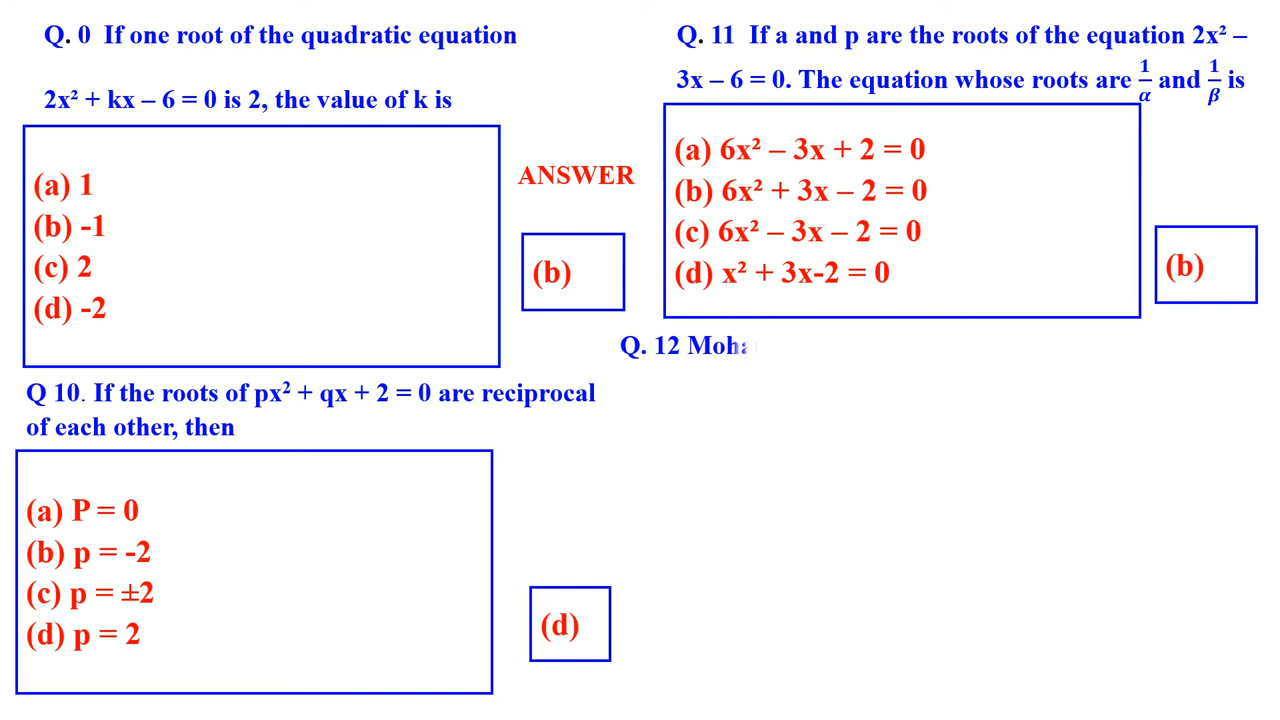 Q. 0 If one root of the quadratic equation
2x² + kx – 6 = 0 is 2, the value of k is
(a) 1
(b) -1
(c) 2
(d) -2
ANSWER
(b)
Q 10. If the roots of px² + qx + 2 = 0 are reciprocal
of each other, then
(a) P = 0
(b) p = -2
(c) p = ±2
(d) p = 2
(d)
Q. 11 If a and p are the roots of the equation 2x² –
3x – 6 = 0. The equation whose roots are 1/α and 1/β is
(a) 6x² – 3x + 2 = 0
(b) 6x² + 3x – 2 = 0
(c) 6x² – 3x – 2 = 0
(d) x² + 3x-2 = 0
(b)
Q. 12